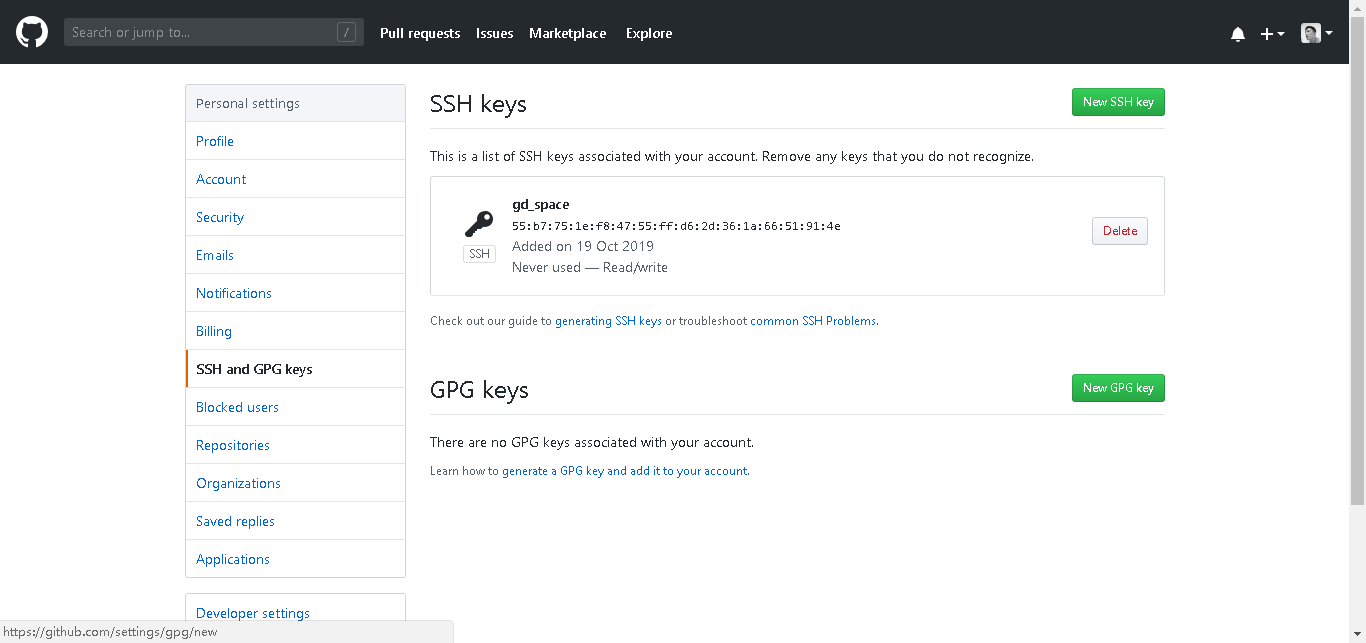 Search or jump to... /
Pull requests Issues Marketplace Explore
Personal settings
Profile
Account
Security
Emails
Notifications
Billing
SSH and GPG keys
Blocked users
Repositories
Organizations
Saved replies
Applications
Developer settings
SSH keys
New SSH key
This is a list of SSH keys associated with your account. Remove any keys that you do not recognize.
SSH
gd_space
55:b7:75:1e:f8:47:55:ff:d6:2d:36:1a:66:51:91:4e
Added on 19 Oct 2019
Never used — Read/write
Delete
Check out our guide to generating SSH keys or troubleshoot common SSH Problems.
GPG keys
New GPG key
There are no GPG keys associated with your account.
Learn how to generate a GPG key and add it to your account.
https://github.com/settings/gpg/new